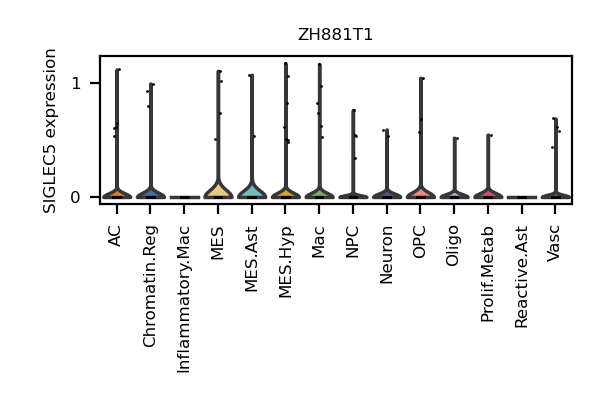 ZH881T1
SIGLEC5 expression
1
0
AC
Chromatin.Reg
Inflammatory.Mac
MES
MES.Ast
MES.Hyp
Mac
NPC
Neuron
OPC
Oligo
Prolif.Metab
Reactive.Ast
Vasc